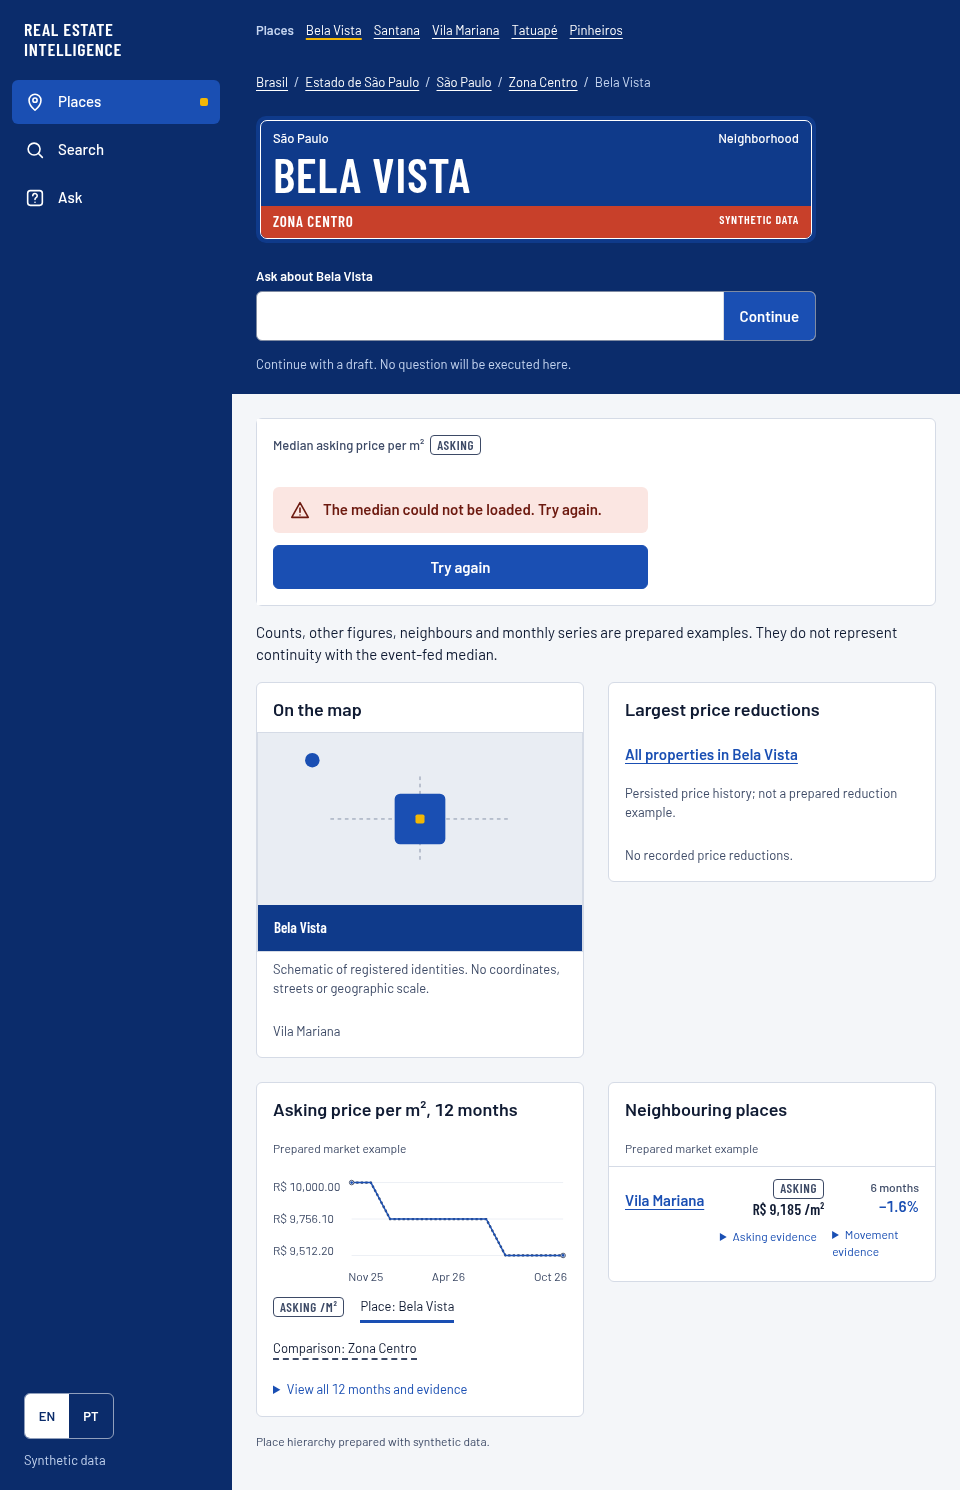 REAL ESTATE
INTELLIGENCE
Places
Search
Ask
EN PT
Synthetic data
Places Bela Vista Santana Vila Mariana Tatuapé Pinheiros
Brasil / Estado de São Paulo / São Paulo / Zona Centro / Bela Vista
São Paulo Neighborhood
BELA VISTA
ZONA CENTRO SYNTHETIC DATA
Ask about Bela Vista
Continue
Continue with a draft. No question will be executed here.
Median asking price per m² ASKING
The median could not be loaded. Try again.
Try again
Counts, other figures, neighbours and monthly series are prepared examples. They do not represent
continuity with the event-fed median.
On the map
Bela Vista
Schematic of registered identities. No coordinates,
streets or geographic scale.
Vila Mariana
Largest price reductions
All properties in Bela Vista
Persisted price history; not a prepared reduction
example.
No recorded price reductions.
Asking price per m², 12 months
Prepared market example
R$ 10,000.00
R$ 9,756.10
R$ 9,512.20
Nov 25 Apr 26 Oct 26
ASKING /M² Place: Bela Vista
Comparison: Zona Centro
View all 12 months and evidence
Neighbouring places
Prepared market example
Vila Mariana
ASKING
R$ 9,185 /m²
Asking evidence
6 months
−1.6%
Movement
evidence
Place hierarchy prepared with synthetic data.